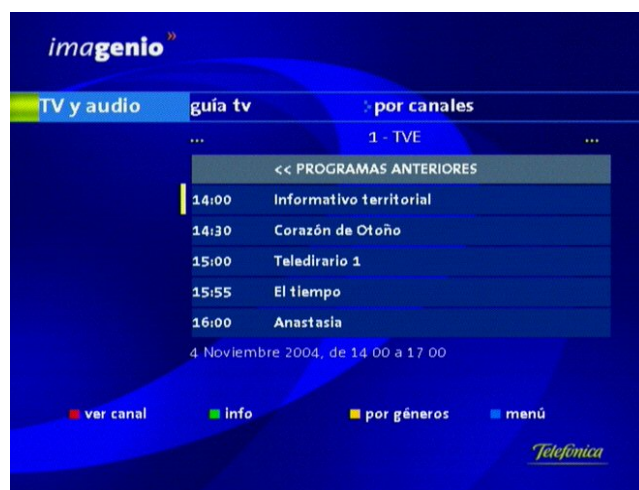 imagenio»
TV y audio guía tv por canales
... 1 - TVE ...
<< PROGRAMAS ANTERIORES
14:00 Informativo territorial
14:30 Corazón de Otoño
15:00 Teledirario 1
15:55 El tiempo
16:00 Anastasia
4 Noviembre 2004, de 14 00 a 17 00
ver canal info por géneros menú
Telefónica